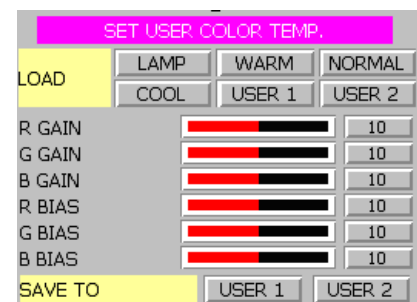 SET USER COLOR TEMP.
LOAD LAMP WARM NORMAL
COOL USER 1 USER 2
R GAIN 10
G GAIN 10
B GAIN 10
R BIAS 10
G BIAS 10
B BIAS 10
SAVE TO USER 1 USER 2